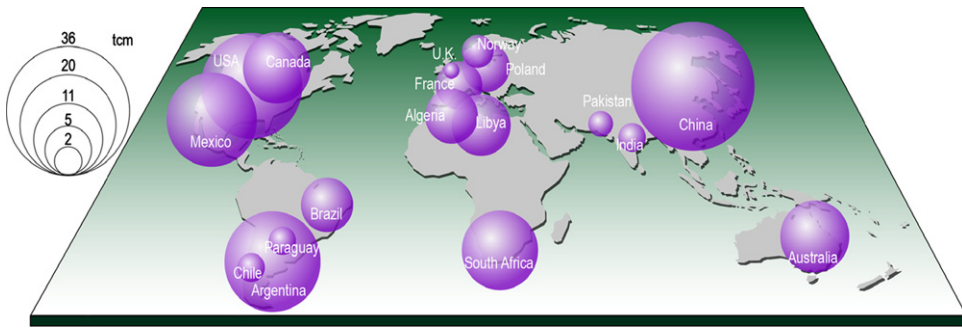 36 tcm
20
11
5
2
USA
Canada
Mexico
Brazil
Paraguay
Chile
Argentina
U.K.
Norway
Poland
France
Algeria
Libya
South Africa
Pakistan
India
China
Australia